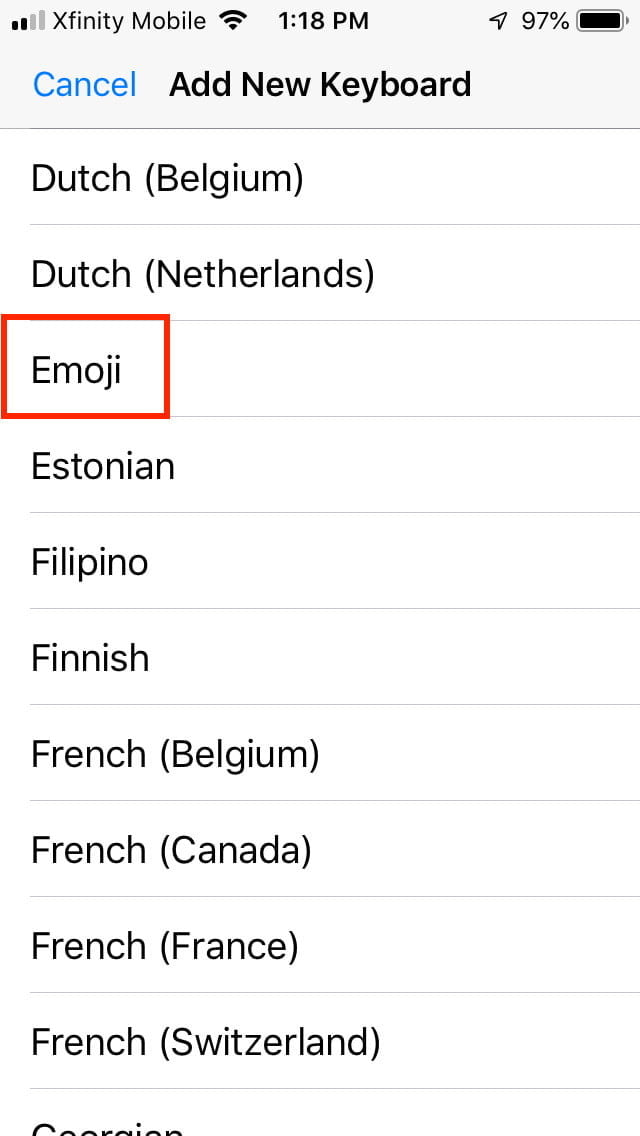 Xfinity Mobile 1:18 PM 97%
Cancel Add New Keyboard
Dutch (Belgium)
Dutch (Netherlands)
Emoji
Estonian
Filipino
Finnish
French (Belgium)
French (Canada)
French (France)
French (Switzerland)
Georgian